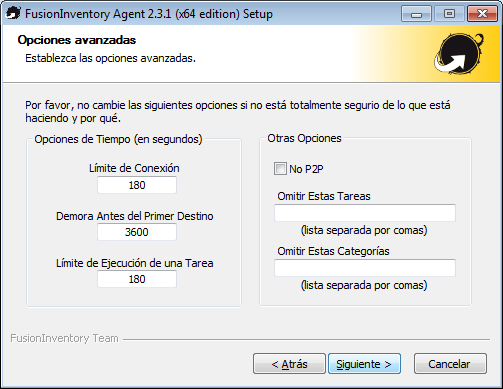 FusionInventory Agent 2.3.1 (x64 edition) Setup
Opciones avanzadas
Establezca las opciones avanzadas.
Por favor, no cambie las siguientes opciones si no está totalmente segurio de lo que está
haciendo y por qué.
Opciones de Tiempo (en segundos)
Límite de Conexión
180
Demora Antes del Primer Destino
3600
Límite de Ejecución de una Tarea
180
Otras Opciones
No P2P
Omitir Estas Tareas
(lista separada por comas)
Omitir Estas Categorías
(lista separada por comas)
FusionInventory Team
< Atrás
Siguiente >
Cancelar